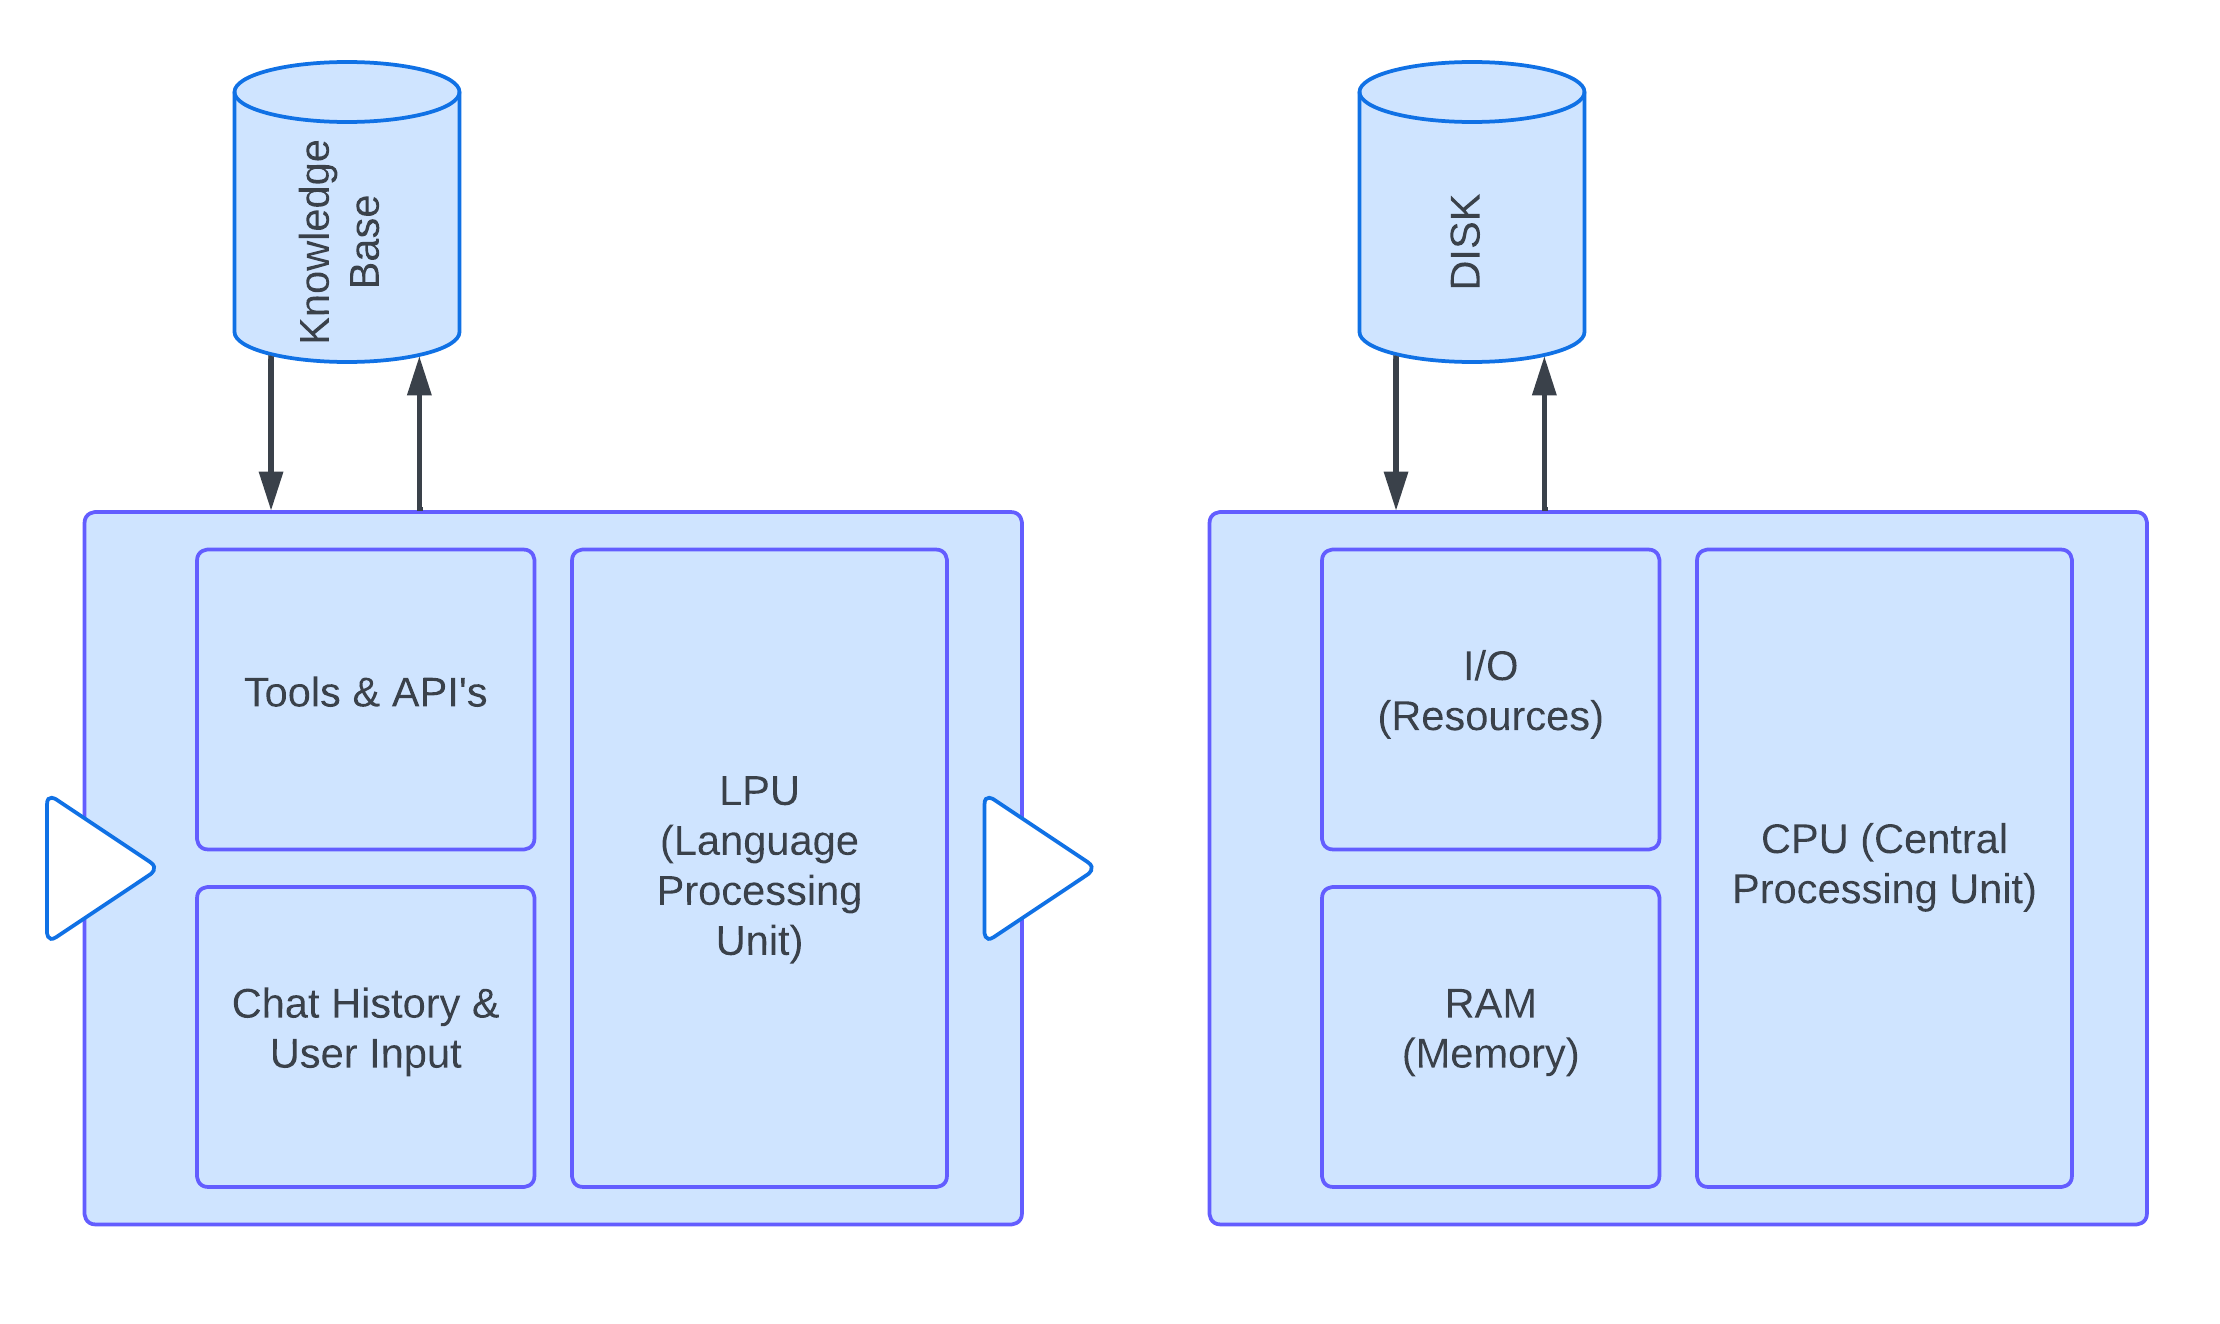 Knowledge
Base
Tools & API's
Chat History &
User Input
LPU
(Language
Processing
Unit)
DISK
I/O
(Resources)
RAM
(Memory)
CPU (Central
Processing Unit)